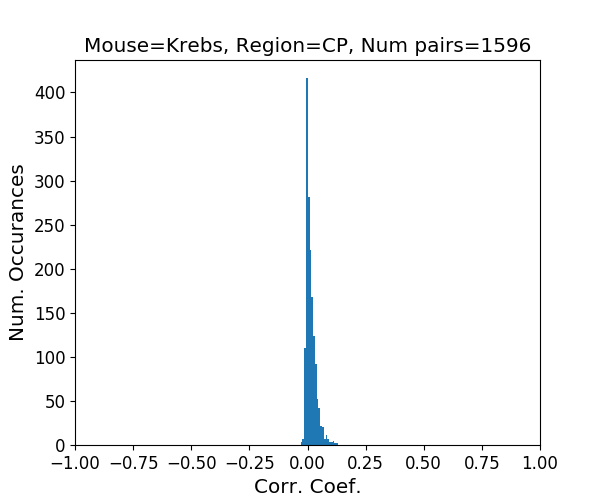 Mouse=Krebs, Region=CP, Num pairs=1596
Num. Occurances
400
350
300
250
200
150
100
50
0
−1.00 −0.75 −0.50 −0.25 0.00 0.25 0.50 0.75 1.00
Corr. Coef.